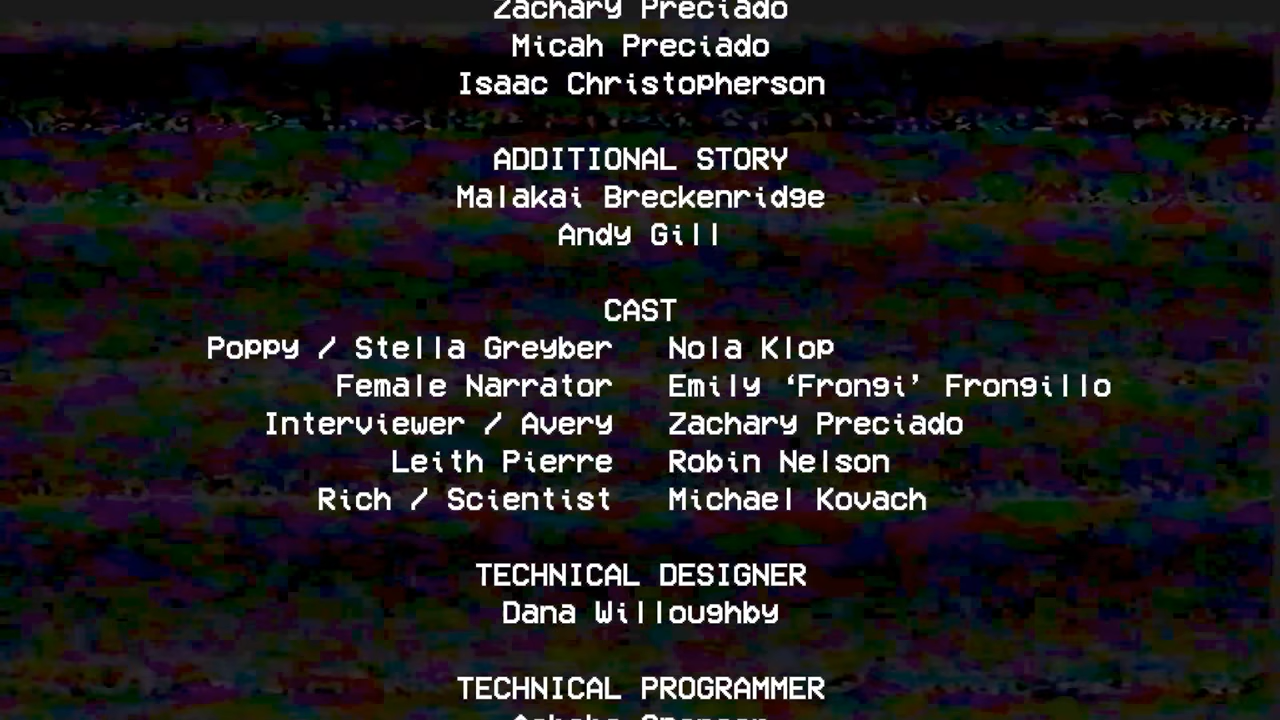 Zachary Preciado
Micah Preciado
Isaac Christopherson
ADDITIONAL STORY
Malakai Breckenridge
Andy Gill
CAST
Poppy / Stella Greyber Nola Klop
Female Narrator Emily ‘Frongi’ Frongillo
Interviewer / Avery Zachary Preciado
Leith Pierre Robin Nelson
Rich / Scientist Michael Kovach
TECHNICAL DESIGNER
Dana Willoughby
TECHNICAL PROGRAMMER